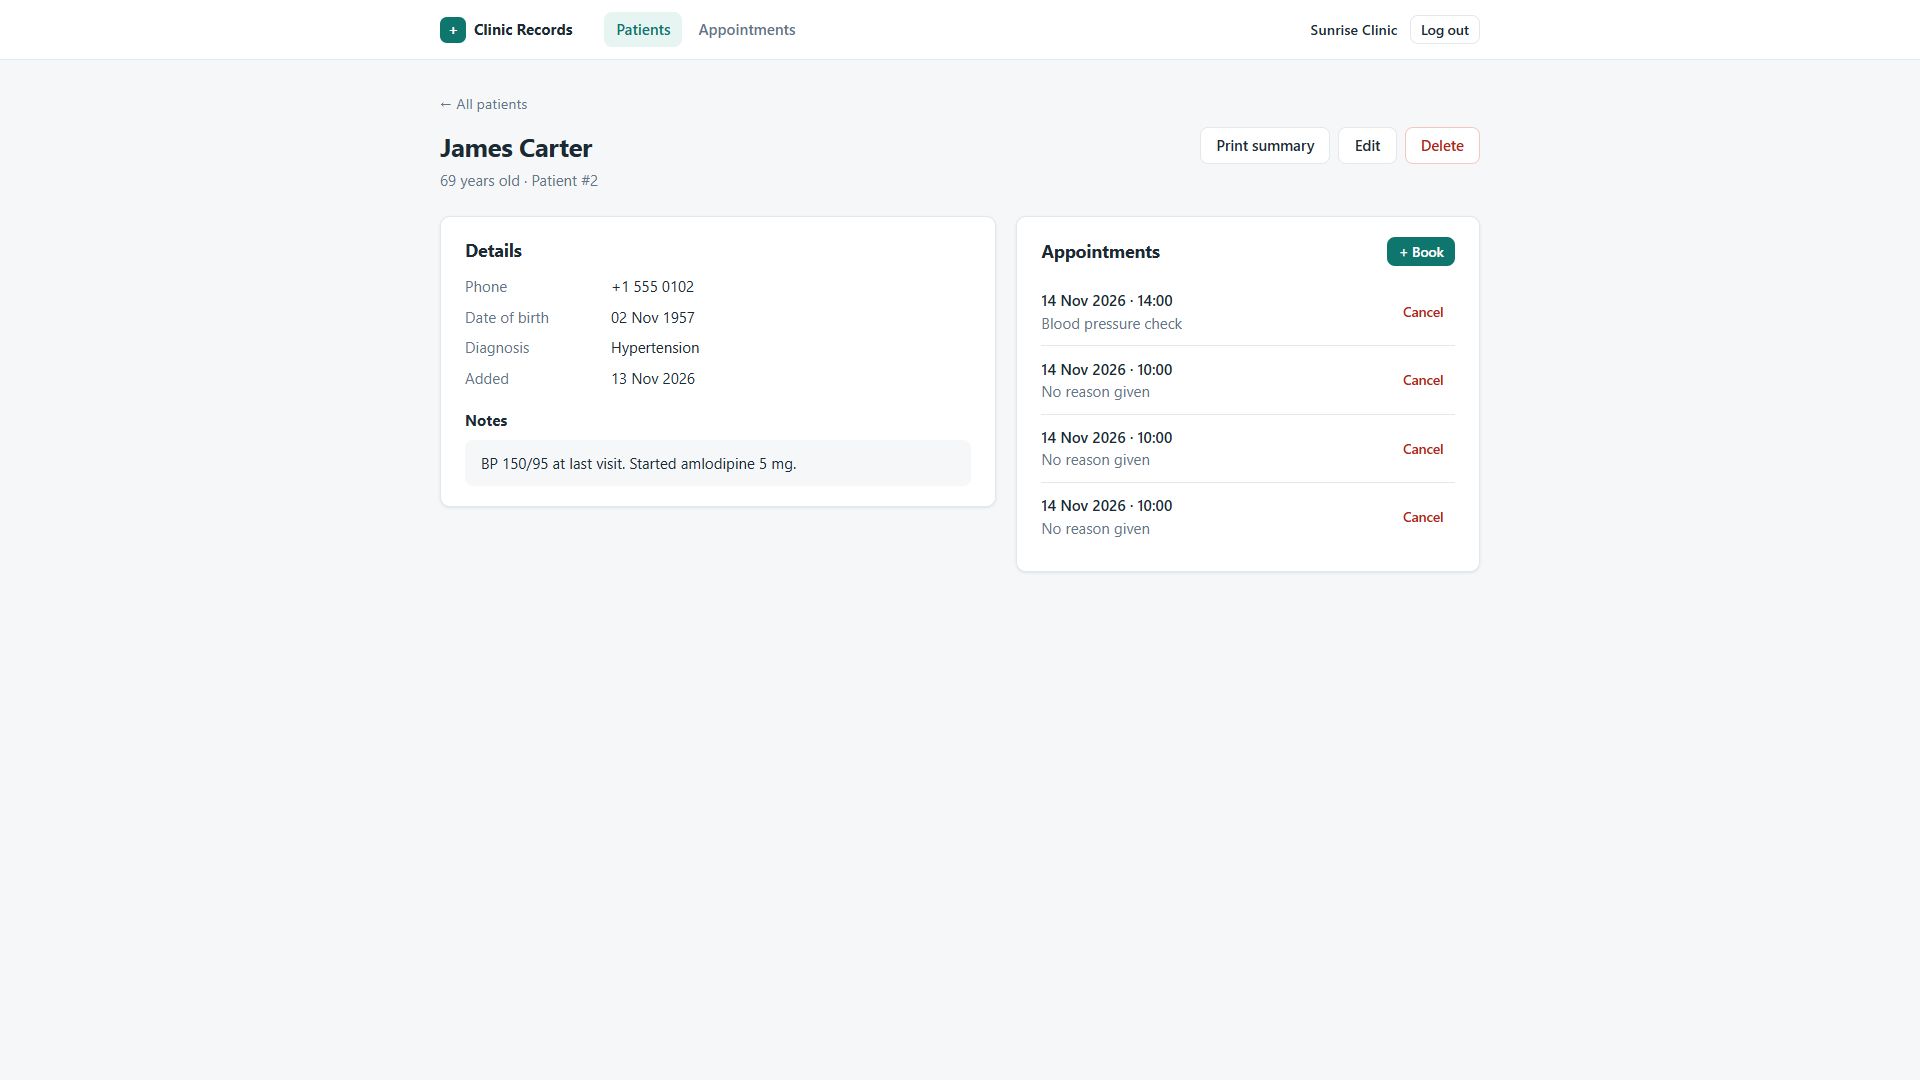 + Clinic Records
Patients
Appointments
Sunrise Clinic
Log out
← All patients
James Carter
69 years old · Patient #2
Print summary
Edit
Delete
Details
Phone +1 555 0102
Date of birth 02 Nov 1957
Diagnosis Hypertension
Added 13 Nov 2026
Notes
BP 150/95 at last visit. Started amlodipine 5 mg.
Appointments
+ Book
14 Nov 2026 · 14:00
Blood pressure check
Cancel
14 Nov 2026 · 10:00
No reason given
Cancel
14 Nov 2026 · 10:00
No reason given
Cancel
14 Nov 2026 · 10:00
No reason given
Cancel